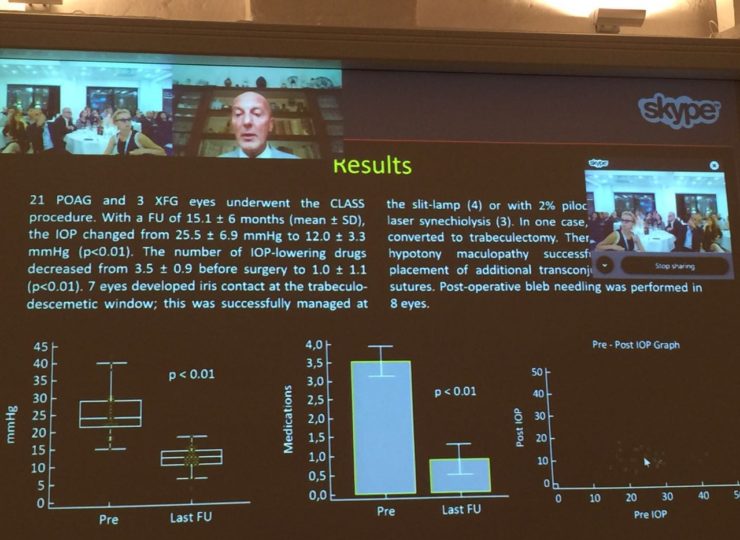 skype
Results
21 POAG and 3 XFG eyes underwent the CLASS
procedure. With a FU of 15.1 ± 6 months (mean ± SD),
the IOP changed from 25.5 ± 6.9 mmHg to 12.0 ± 3.3
mmHg (p<0.01). The number of IOP-lowering drugs
decreased from 3.5 ± 0.9 before surgery to 1.0 ± 1.1
(p<0.01). 7 eyes developed iris contact at the trabeculo-
descemetic window; this was successfully managed at
the slit-lamp (4) or with 2% piloc
laser synechiolysis (3). In one case,
converted to trabeculectomy. Ther
hypotony maculopathy successf
placement of additional transconj
sutures. Post-operative bleb needling was performed in
8 eyes.
skype
Stop sharing
45
40
35
30
25
20
15
10
5
0
mmHg
p < 0.01
Pre Last FU
4,0
3,5
3,0
2,5
2,0
1,5
1,0
0,5
0,0
Medications
p < 0.01
Pre Last FU
Pre - Post IOP Graph
50
40
30
20
10
0
Post IOP
0 10 20 30 40 5
Pre IOP